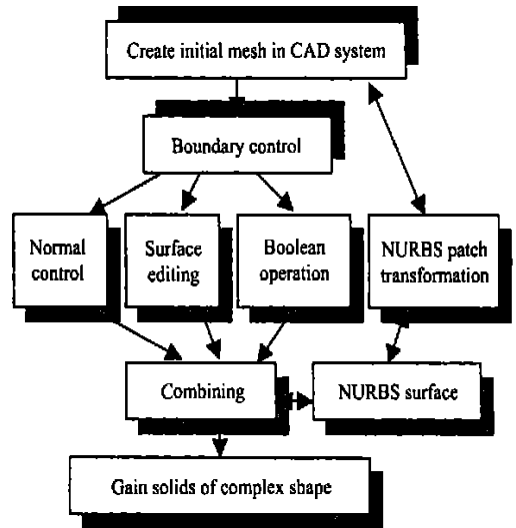 Create initial mesh in CAD system
Boundary control
Normal
control
Surface
editing
Boolean
operation
NURBS patch
transformation
Combining
NURBS surface
Gain solids of complex shape